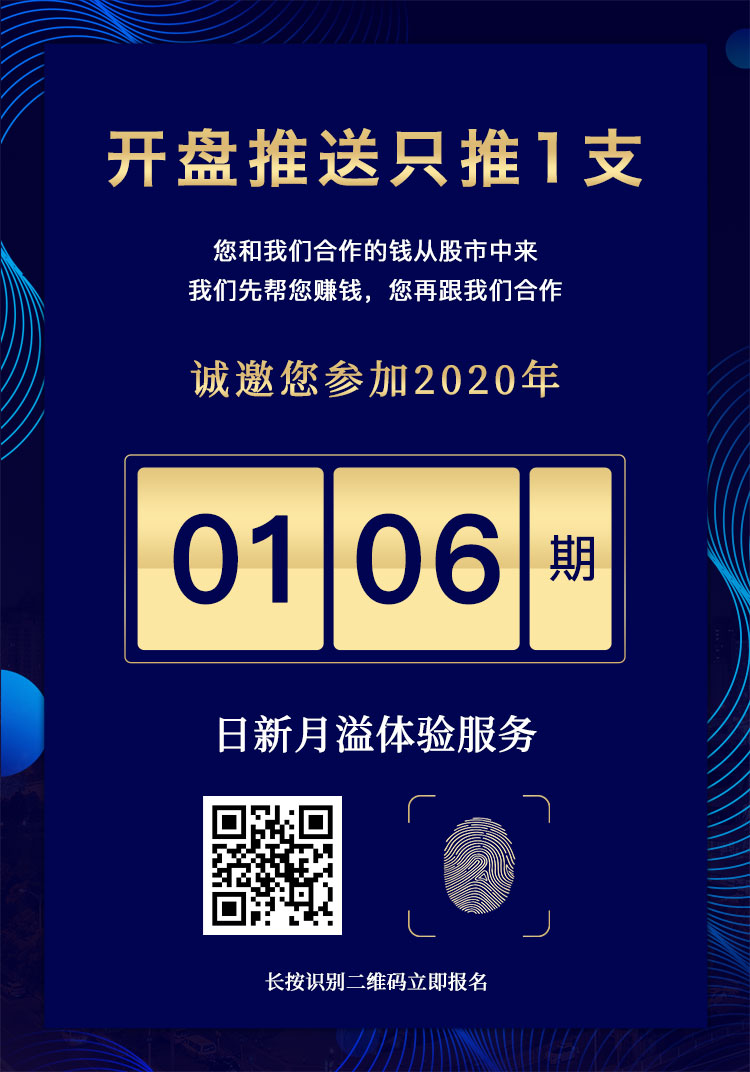 开盘推送只推1支
您和我们合作的钱从股市中来
我们先帮您赚钱，您再跟我们合作
诚邀您参加2020年
01 06 期
日新月溢体验服务
长按识别二维码立即报名